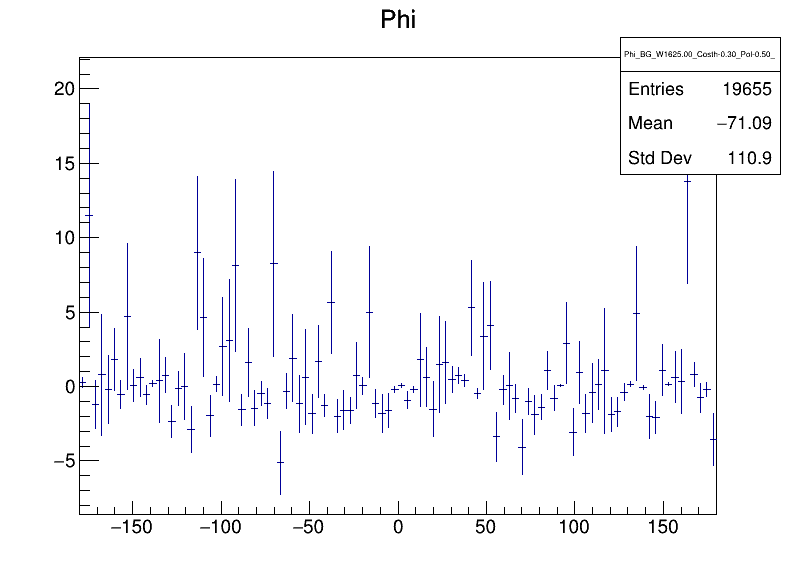 Phi
Phi_BG_W1625.00_Costh-0.30_Pol-0.50_
Entries 19655
Mean −71.09
Std Dev 110.9
20
15
10
5
0
−5
−150 −100 −50 0 50 100 150